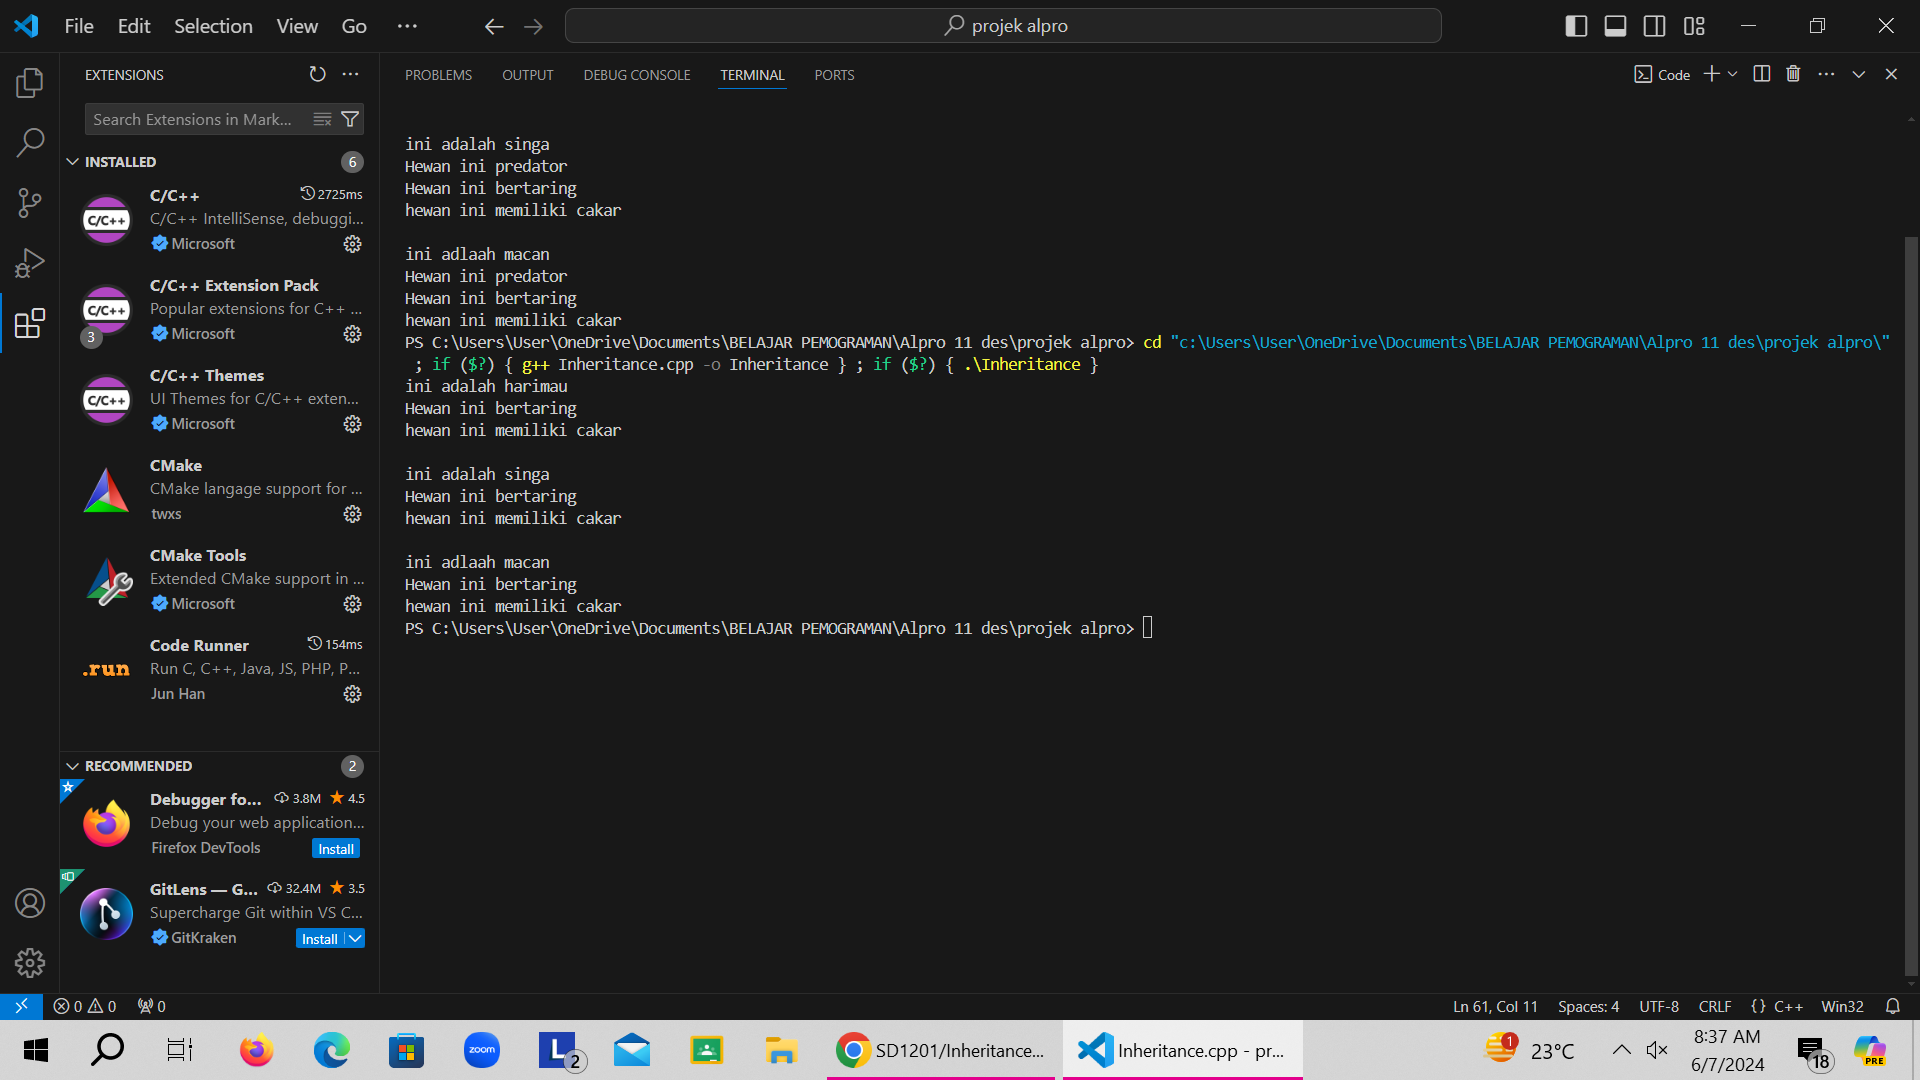 File Edit Selection View Go ··· projek alpro
EXTENSIONS
Search Extensions in Mark...
INSTALLED 6
C/C++ 2725ms
C/C++ IntelliSense, debuggi...
Microsoft
C/C++ Extension Pack
Popular extensions for C++ ...
3 Microsoft
C/C++ Themes
UI Themes for C/C++ exten...
Microsoft
CMake
CMake langage support for ...
twxs
CMake Tools
Extended CMake support in ...
Microsoft
.run
Code Runner 154ms
Run C, C++, Java, JS, PHP, P...
Jun Han
RECOMMENDED 2
Debugger fo... 3.8M 4.5
Debug your web application...
Firefox DevTools Install
GitLens — G... 32.4M 3.5
Supercharge Git within VS C...
GitKraken Install
PROBLEMS OUTPUT DEBUG CONSOLE TERMINAL PORTS Code
ini adalah singa
Hewan ini predator
Hewan ini bertaring
hewan ini memiliki cakar
ini adlaah macan
Hewan ini predator
Hewan ini bertaring
hewan ini memiliki cakar
PS C:\Users\User\OneDrive\Documents\BELAJAR PEMOGRAMAN\Alpro 11 des\projek alpro> cd "c:\Users\User\OneDrive\Documents\BELAJAR PEMOGRAMAN\Alpro 11 des\projek alpro\"
; if ($?) { g++ Inheritance.cpp -o Inheritance } ; if ($?) { .\Inheritance }
ini adalah harimau
Hewan ini bertaring
hewan ini memiliki cakar
ini adalah singa
Hewan ini bertaring
hewan ini memiliki cakar
ini adlaah macan
Hewan ini bertaring
hewan ini memiliki cakar
PS C:\Users\User\OneDrive\Documents\BELAJAR PEMOGRAMAN\Alpro 11 des\projek alpro>
0 0 0 Ln 61, Col 11 Spaces: 4 UTF-8 CRLF {} C++ Win32
zoom L 2 SD1201/Inheritance... Inheritance.cpp - pr... 1 23°C 8:37 AM 18 PRE
6/7/2024